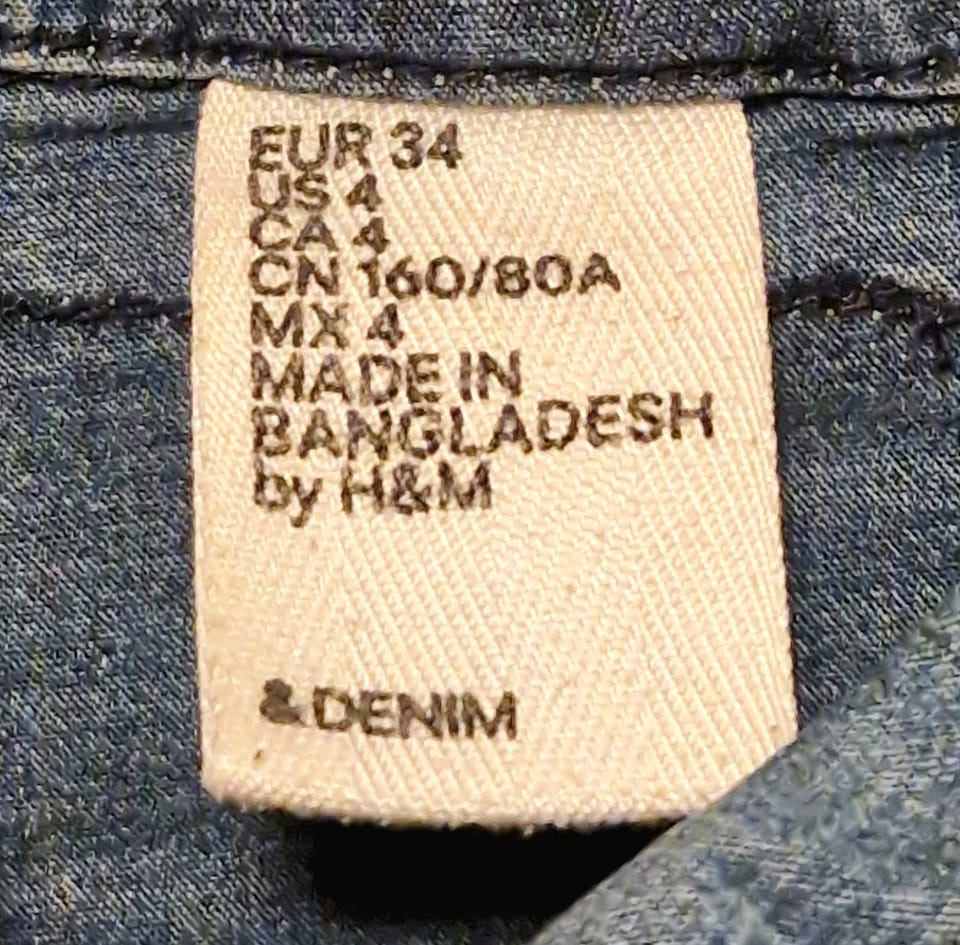 EUR 34
US 4
CA 4
CN 160/80A
MX 4
MADE IN
BANGLADESH
by H&M
& DENIM